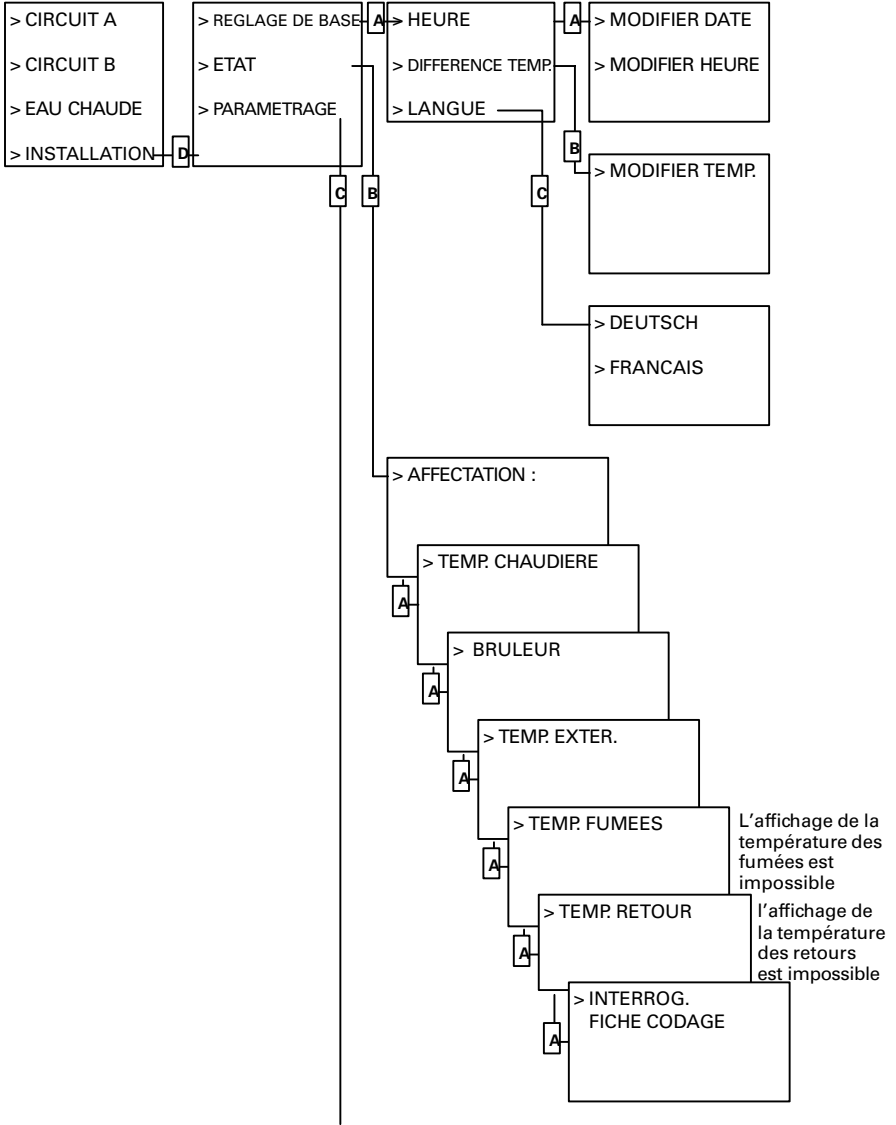 > CIRCUIT A
> CIRCUIT B
> EAU CHAUDE
> INSTALLATION
D
> REGLAGE DE BASE
> ETAT
> PARAMETRAGE
A
> HEURE
> DIFFERENCE TEMP.
> LANGUE
A
> MODIFIER DATE
> MODIFIER HEURE
B
> MODIFIER TEMP.
C
B
C
> DEUTSCH
> FRANCAIS
> AFFECTATION :
A
> TEMP. CHAUDIERE
A
> BRULEUR
A
> TEMP. EXTER.
A
> TEMP. FUMEES
L'affichage de la
température des
fumées est
impossible
A
> TEMP. RETOUR
l'affichage de
la température
des retours
est impossible
A
> INTERROG.
FICHE CODAGE